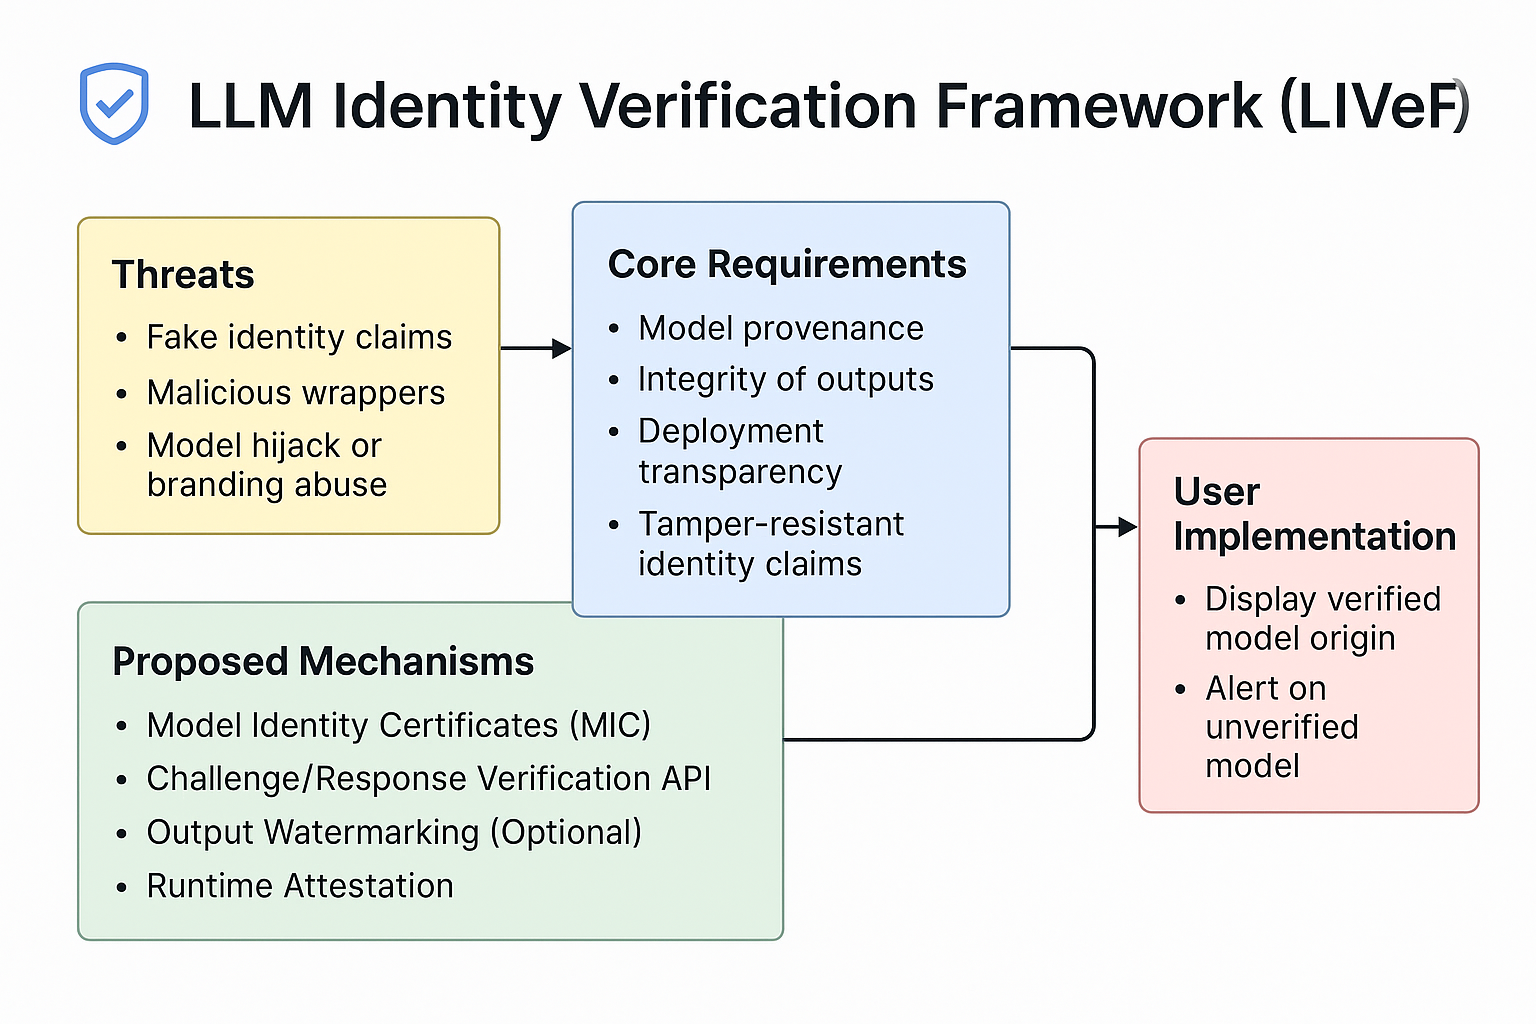 LLM Identity Verification Framework (LIVeF)
Threats
• Fake identity claims
• Malicious wrappers
• Model hijack or
branding abuse
Core Requirements
• Model provenance
• Integrity of outputs
• Deployment
transparency
• Tamper-resistant
identity claims
Proposed Mechanisms
• Model Identity Certificates (MIC)
• Challenge/Response Verification API
• Output Watermarking (Optional)
• Runtime Attestation
User
Implementation
• Display verified
model origin
• Alert on
unverified
model